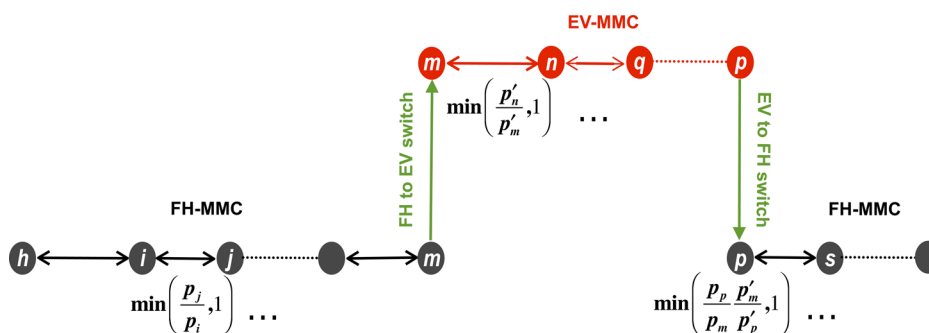 EV-MMC
m n q p
min(p′ₙ/p′ₘ,1) ...
FH to EV switch
EV to FH switch
FH-MMC
FH-MMC
h i j m
p s
min(pⱼ/pᵢ,1) ...
min(pₚ/pₘ p′ₘ/p′ₚ,1) ...